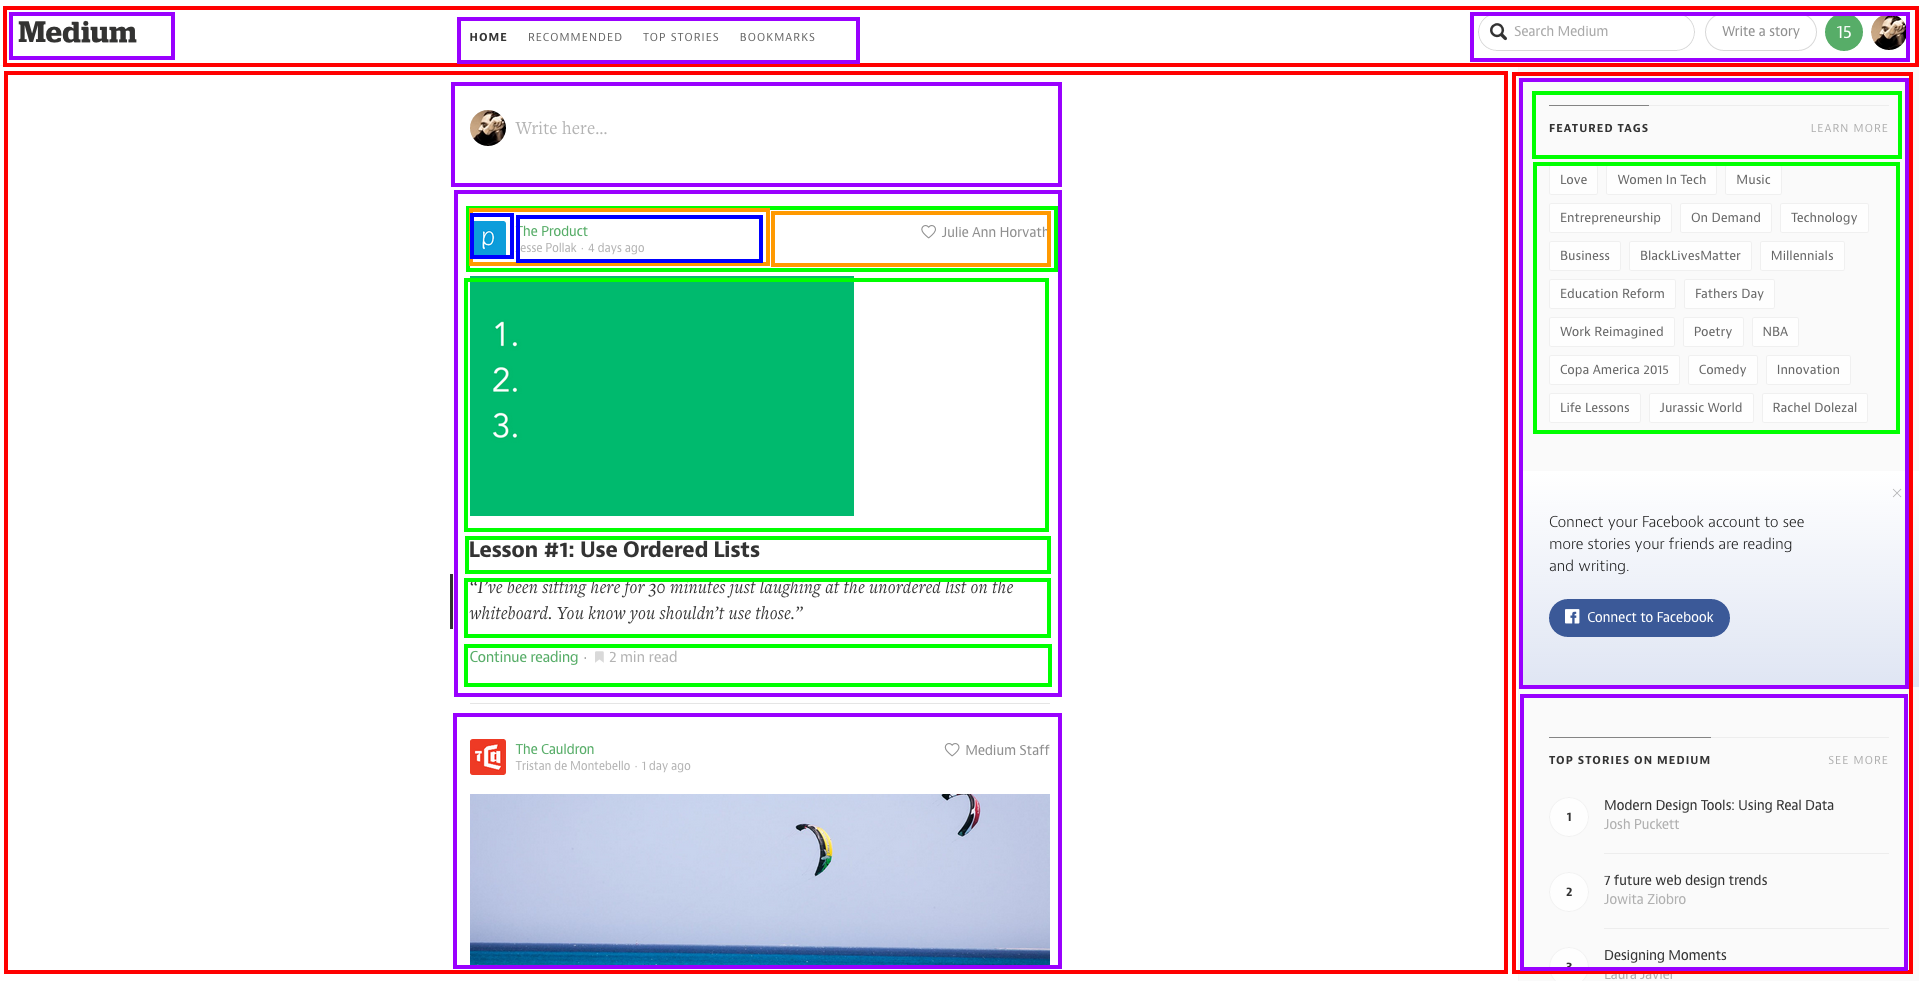 Medium
HOME RECOMMENDED TOP STORIES BOOKMARKS
Search Medium
Write a story
15
Write here...
p
The Product
Jesse Pollak · 4 days ago
Julie Ann Horvath
1.
2.
3.
Lesson #1: Use Ordered Lists
“I’ve been sitting here for 30 minutes just laughing at the unordered list on the
whiteboard. You know you shouldn’t use those.”
Continue reading · 2 min read
The Cauldron
Tristan de Montebello · 1 day ago
Medium Staff
FEATURED TAGS LEARN MORE
Love Women In Tech Music
Entrepreneurship On Demand Technology
Business BlackLivesMatter Millennials
Education Reform Fathers Day
Work Reimagined Poetry NBA
Copa America 2015 Comedy Innovation
Life Lessons Jurassic World Rachel Dolezal
×
Connect your Facebook account to see
more stories your friends are reading
and writing.
Connect to Facebook
TOP STORIES ON MEDIUM SEE MORE
1 Modern Design Tools: Using Real Data
Josh Puckett
2 7 future web design trends
Jowita Ziobro
3 Designing Moments
Laura Javier